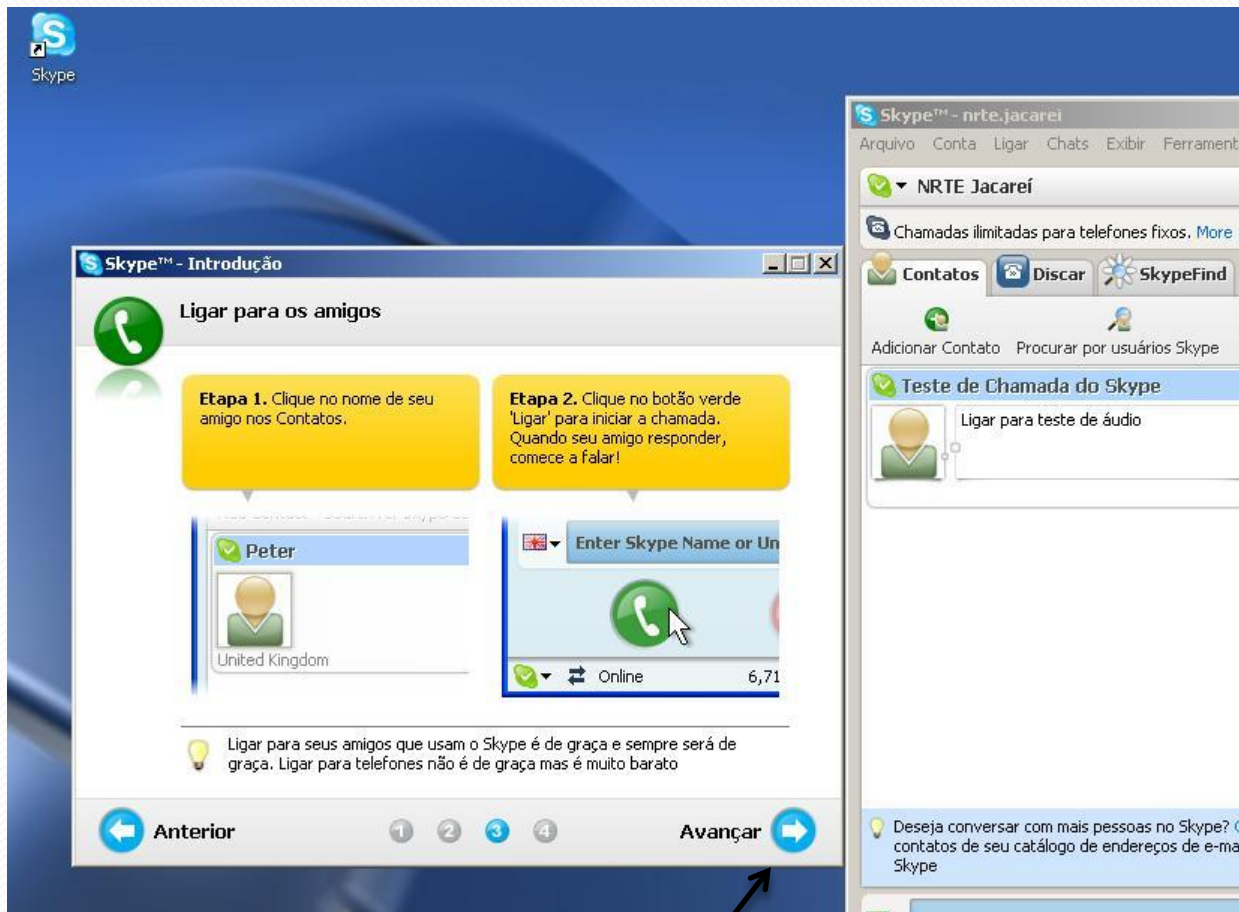 Skype
Skype™ - nrte.jacarei
Arquivo Conta Ligar Chats Exibir Ferrament
NRTE Jacareí
Chamadas ilimitadas para telefones fixos. More
Contatos Discar SkypeFind
Adicionar Contato Procurar por usuários Skype
Teste de Chamada do Skype
Ligar para teste de áudio
Skype™ - Introdução
Ligar para os amigos
Etapa 1. Clique no nome de seu
amigo nos Contatos.
Etapa 2. Clique no botão verde
'Ligar' para iniciar a chamada.
Quando seu amigo responder,
comece a falar!
Peter
United Kingdom
Enter Skype Name or Un
Online 6,71
Ligar para seus amigos que usam o Skype é de graça e sempre será de
graça. Ligar para telefones não é de graça mas é muito barato
Anterior 1 2 3 4 Avançar
Deseja conversar com mais pessoas no Skype?
contatos de seu catálogo de endereços de e-ma
Skype